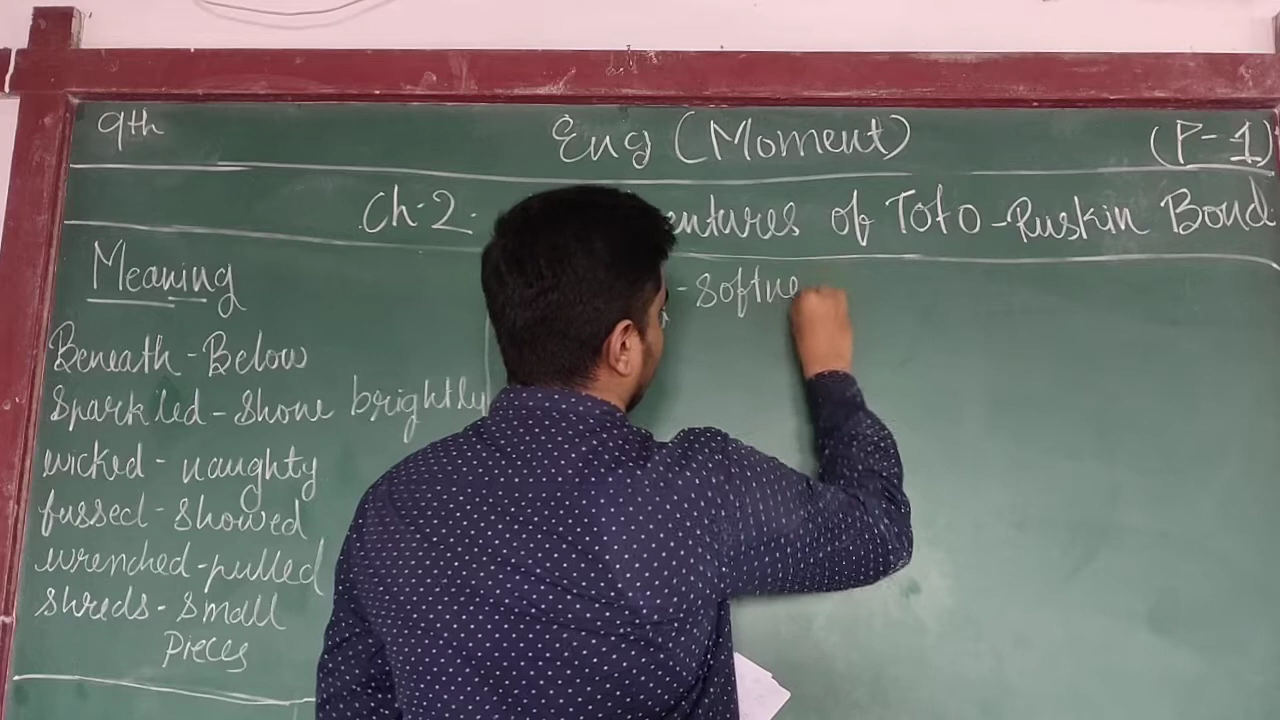 9th Eng (Moment) (P-1)
Ch-2. entures of Toto - Ruskin Bond
Meaning
Beneath - Below
Sparkled - Shone brightly
wicked - naughty
fussed - Showed
wrenched - pulled
shreds - Small
Pieces
- Softne